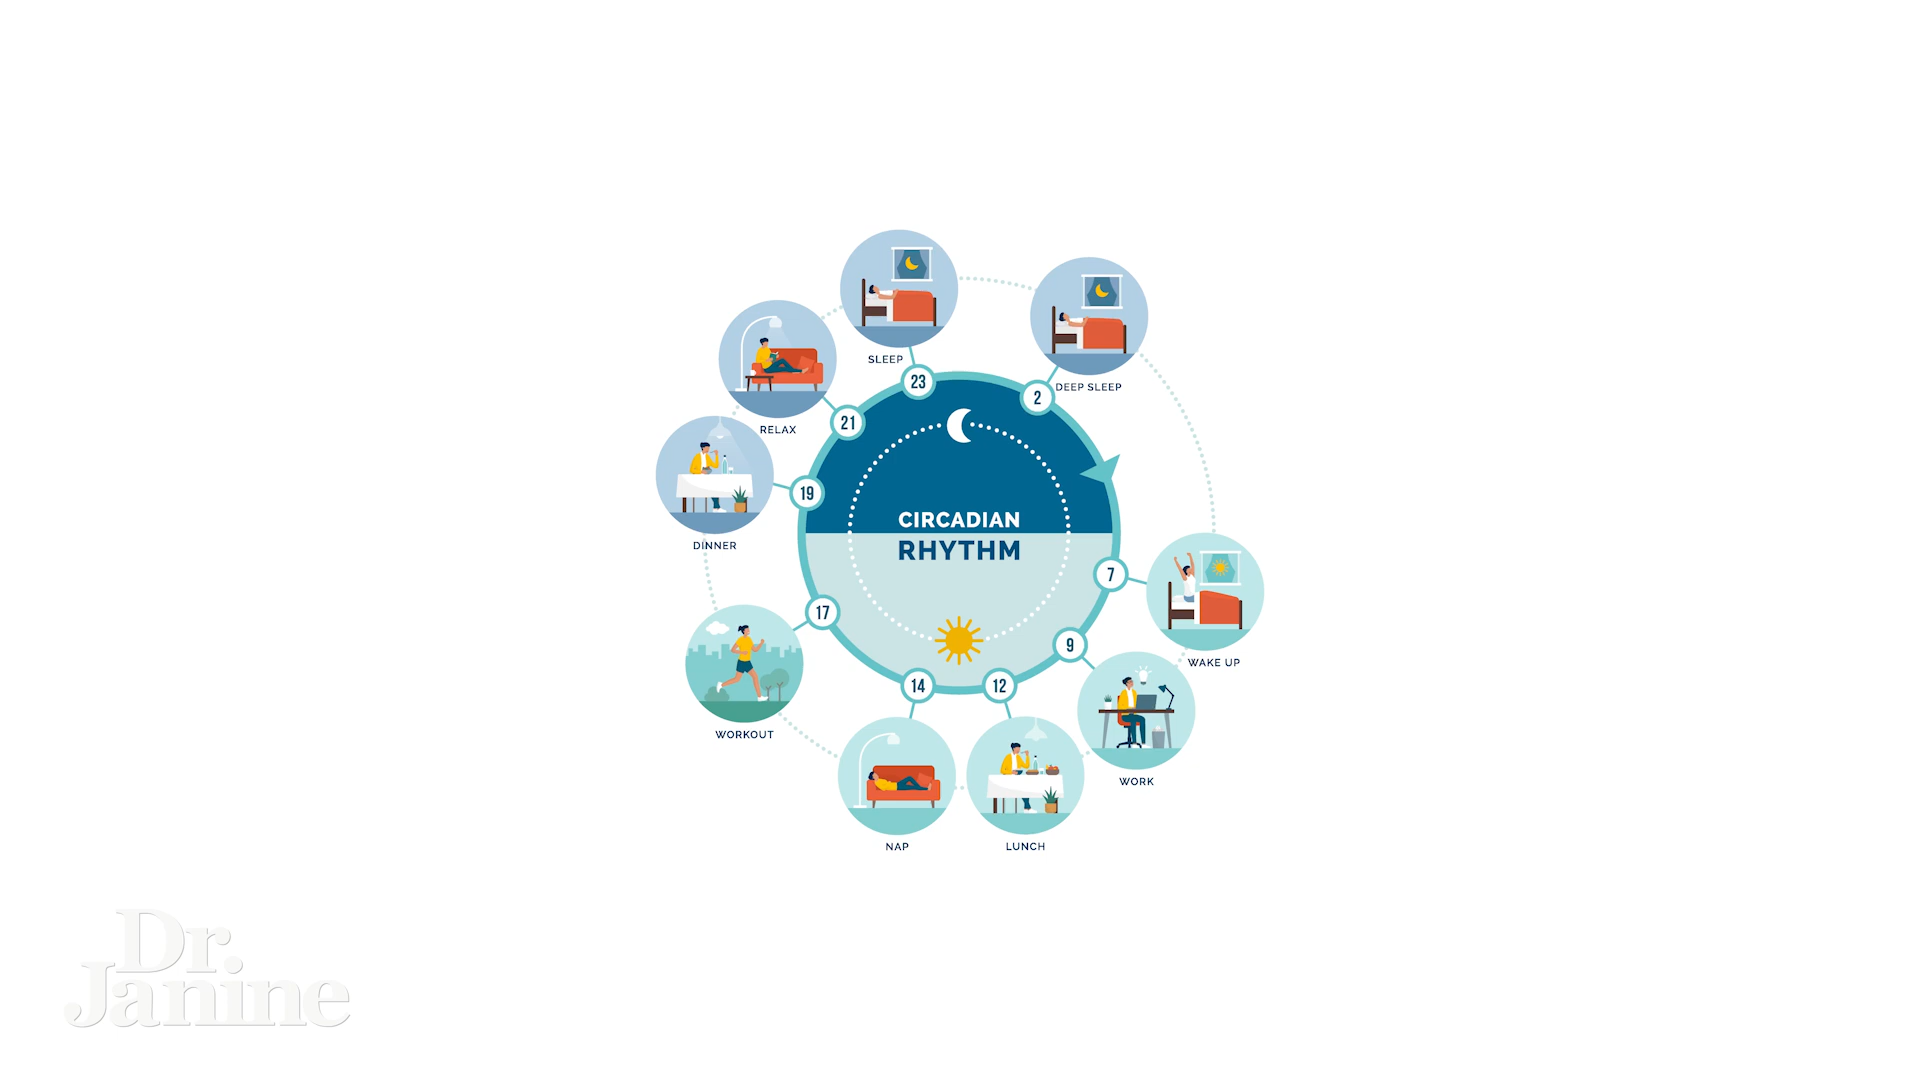 SLEEP
23
DEEP SLEEP
2
RELAX
21
DINNER
19
CIRCADIAN
RHYTHM
7
WAKE UP
17
9
WORKOUT
WORK
14
12
NAP
LUNCH
Dr.
Janine